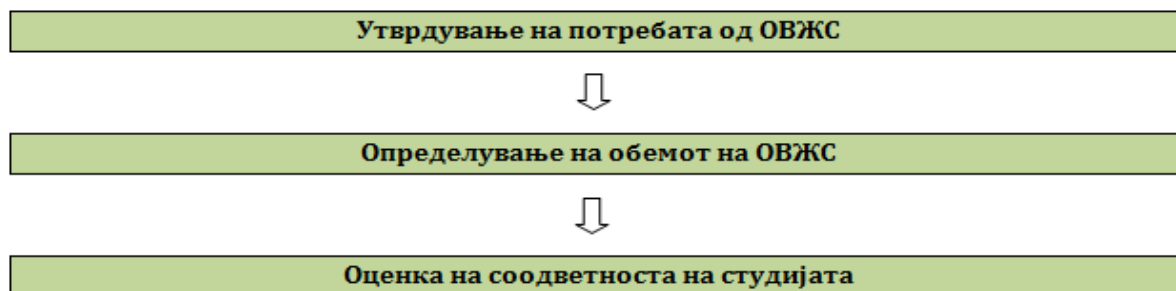 Утврдување на потребата од ОВЖС
Определување на обемот на ОВЖС
Оценка на соодветноста на студијата